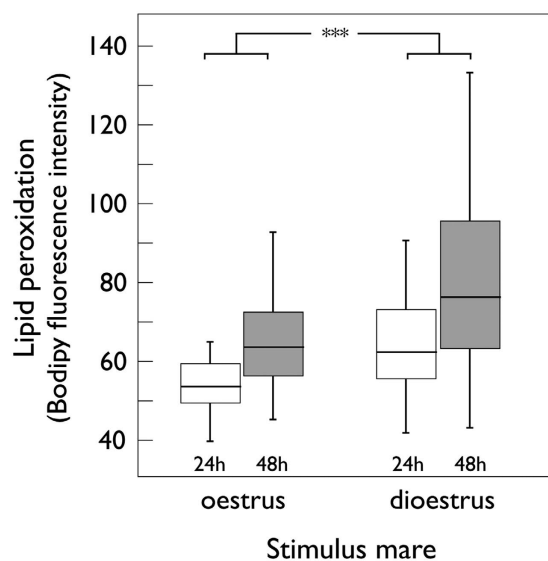 ***
140
120
100
80
60
40
Lipid peroxidation
(Bodipy fluorescence intensity)
24h 48h 24h 48h
oestrus dioestrus
Stimulus mare